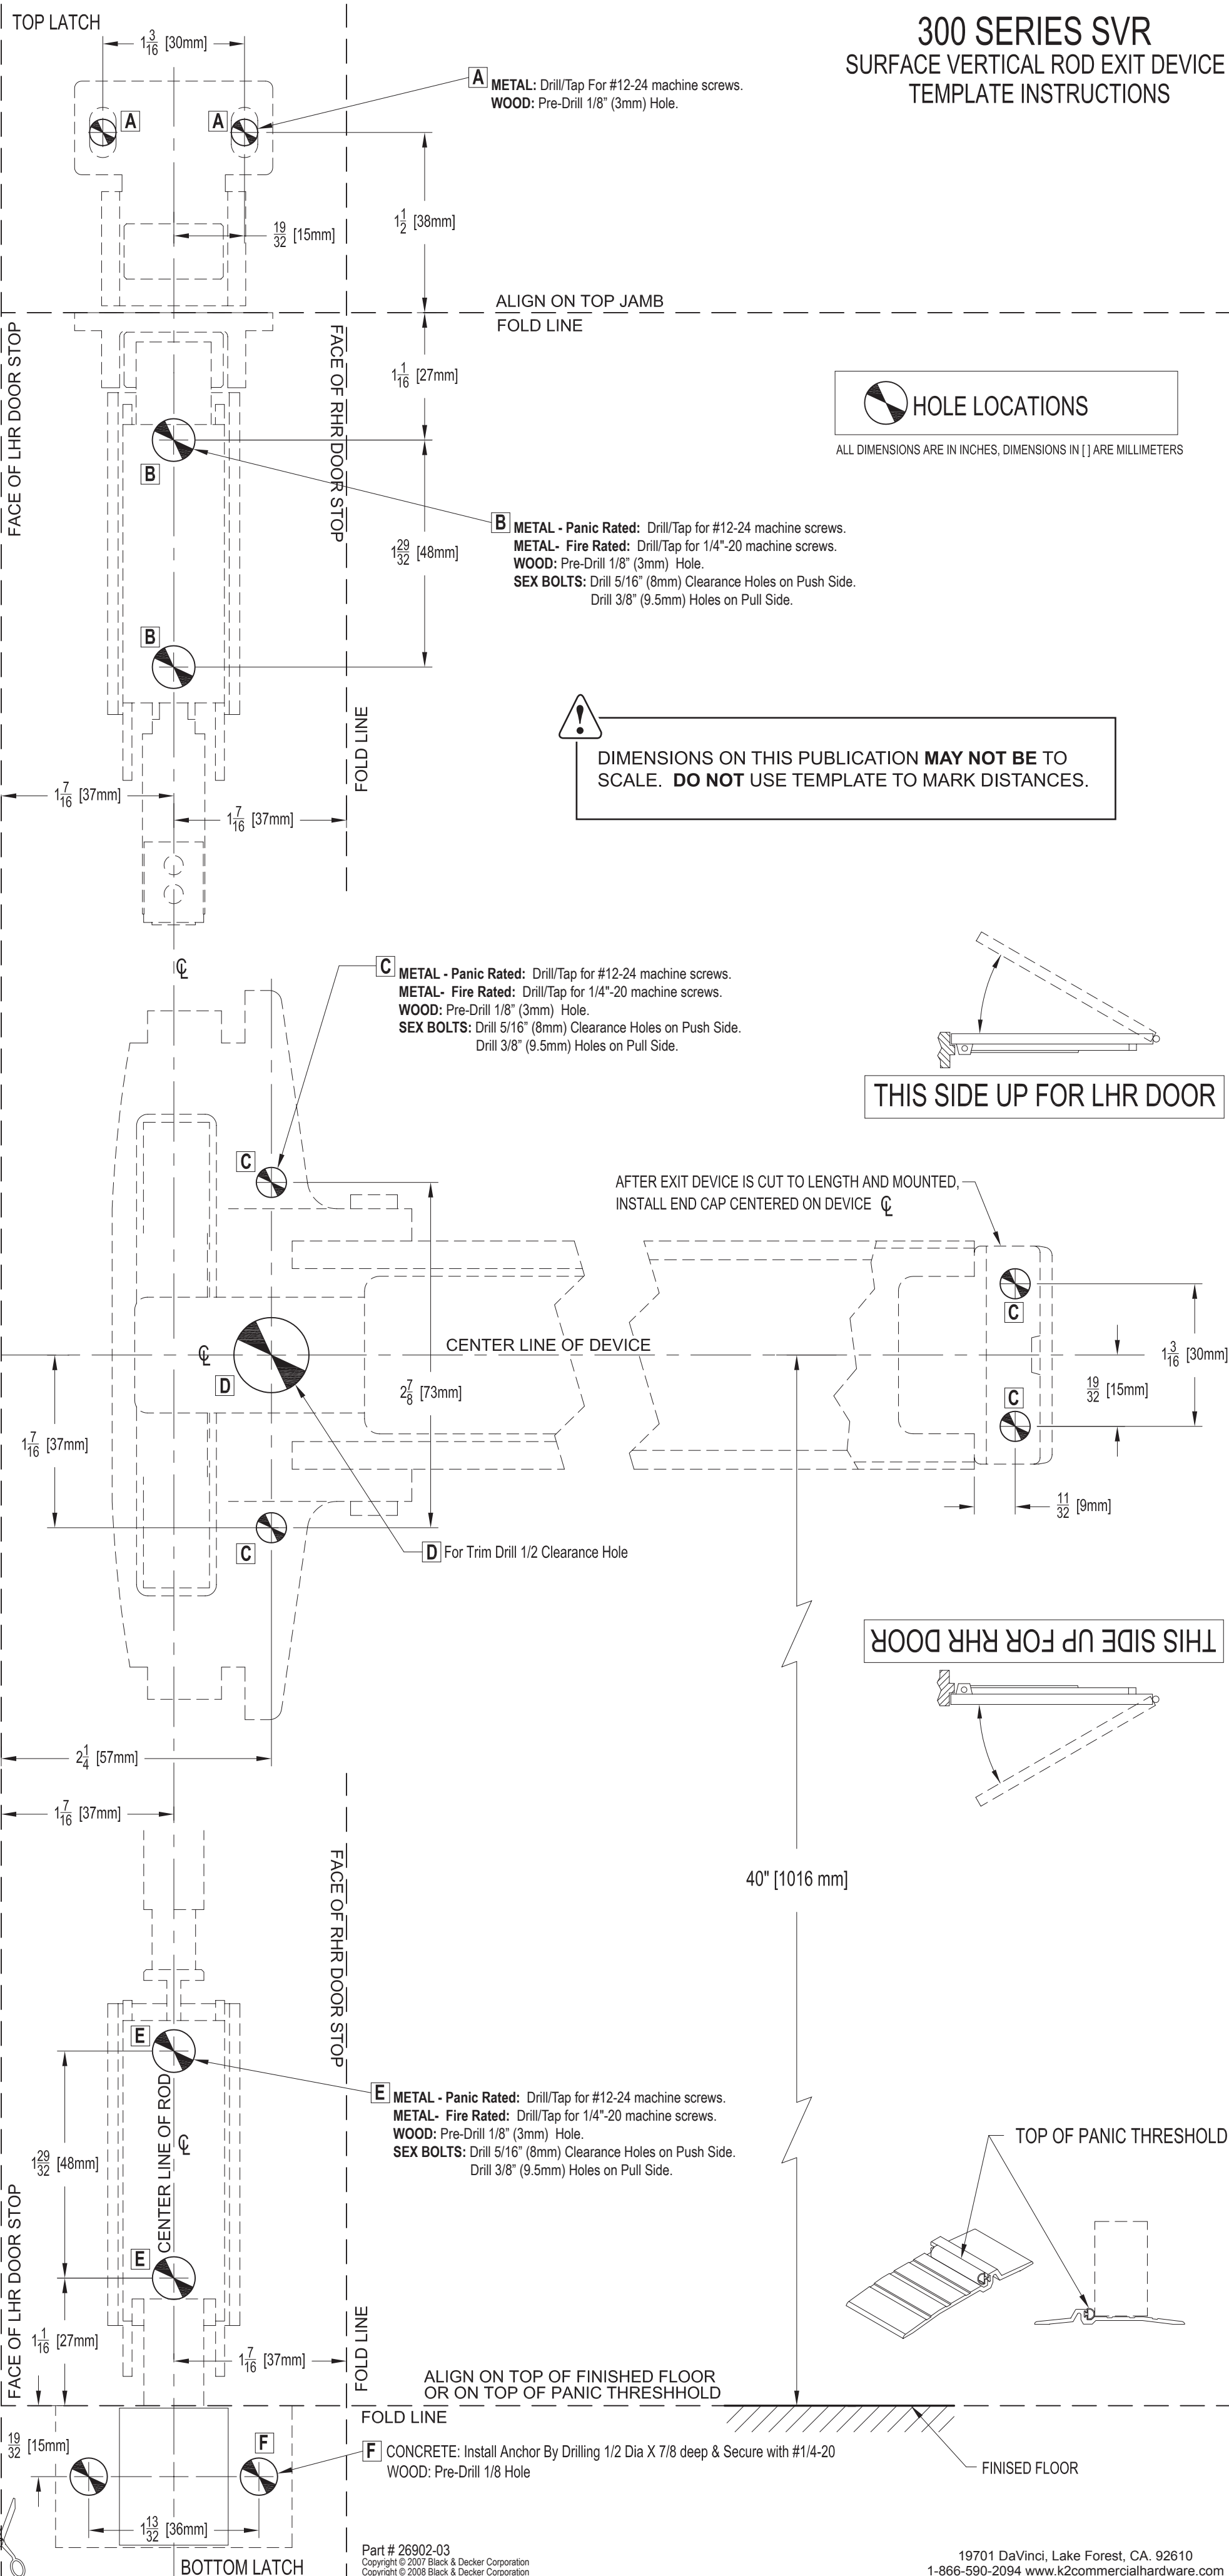 TOP LATCH
300 SERIES SVR
SURFACE VERTICAL ROD EXIT DEVICE
TEMPLATE INSTRUCTIONS
1 3/16 [30mm]
A METAL: Drill/Tap For #12-24 machine screws.
WOOD: Pre-Drill 1/8" (3mm) Hole.
A
A
19/32 [15mm]
1 1/2 [38mm]
ALIGN ON TOP JAMB
FOLD LINE
FACE OF LHR DOOR STOP
FACE OF RHR DOOR STOP
1 1/16 [27mm]
HOLE LOCATIONS
ALL DIMENSIONS ARE IN INCHES, DIMENSIONS IN [ ] ARE MILLIMETERS
B
B METAL - Panic Rated: Drill/Tap for #12-24 machine screws.
METAL- Fire Rated: Drill/Tap for 1/4"-20 machine screws.
WOOD: Pre-Drill 1/8" (3mm) Hole.
SEX BOLTS: Drill 5/16" (8mm) Clearance Holes on Push Side.
Drill 3/8" (9.5mm) Holes on Pull Side.
1 29/32 [48mm]
B
FOLD LINE
DIMENSIONS ON THIS PUBLICATION MAY NOT BE TO
SCALE. DO NOT USE TEMPLATE TO MARK DISTANCES.
1 7/16 [37mm]
1 7/16 [37mm]
℄
C METAL - Panic Rated: Drill/Tap for #12-24 machine screws.
METAL- Fire Rated: Drill/Tap for 1/4"-20 machine screws.
WOOD: Pre-Drill 1/8" (3mm) Hole.
SEX BOLTS: Drill 5/16" (8mm) Clearance Holes on Push Side.
Drill 3/8" (9.5mm) Holes on Pull Side.
THIS SIDE UP FOR LHR DOOR
C
AFTER EXIT DEVICE IS CUT TO LENGTH AND MOUNTED,
INSTALL END CAP CENTERED ON DEVICE ℄
C
CENTER LINE OF DEVICE
℄
D
2 7/8 [73mm]
1 3/16 [30mm]
19/32 [15mm]
C
1 7/16 [37mm]
11/32 [9mm]
C
D For Trim Drill 1/2 Clearance Hole
THIS SIDE UP FOR RHR DOOR
2 1/4 [57mm]
1 7/16 [37mm]
FACE OF RHR DOOR STOP
40" [1016 mm]
E
E METAL - Panic Rated: Drill/Tap for #12-24 machine screws.
METAL- Fire Rated: Drill/Tap for 1/4"-20 machine screws.
WOOD: Pre-Drill 1/8" (3mm) Hole.
SEX BOLTS: Drill 5/16" (8mm) Clearance Holes on Push Side.
Drill 3/8" (9.5mm) Holes on Pull Side.
CENTER LINE OF ROD
℄
1 29/32 [48mm]
TOP OF PANIC THRESHOLD
FACE OF LHR DOOR STOP
E
1 1/16 [27mm]
1 7/16 [37mm]
FOLD LINE
ALIGN ON TOP OF FINISHED FLOOR
OR ON TOP OF PANIC THRESHHOLD
FOLD LINE
19/32 [15mm]
F
F CONCRETE: Install Anchor By Drilling 1/2 Dia X 7/8 deep & Secure with #1/4-20
WOOD: Pre-Drill 1/8 Hole
FINISED FLOOR
1 13/32 [36mm]
BOTTOM LATCH
Part # 26902-03
Copyright © 2007 Black & Decker Corporation
Copyright © 2008 Black & Decker Corporation
19701 DaVinci, Lake Forest, CA. 92610
1-866-590-2094 www.k2commercialhardware.com